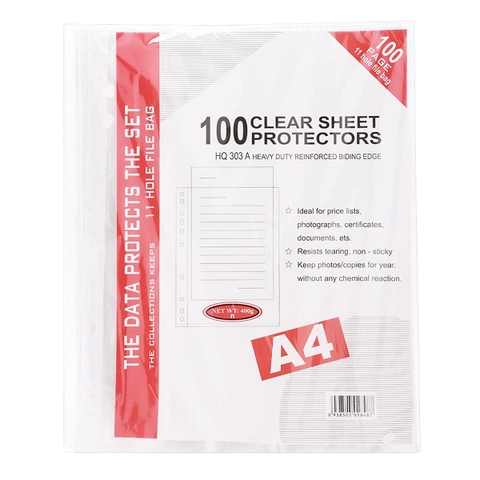 100
PAGE
11 hole file bag
100 CLEAR SHEET
PROTECTORS
HQ 303 A HEAVY DUTY REINFORCED BIDING EDGE
THE DATA PROTECTS THE SET
11 HOLE FILE BAG
THE COLLECTIONS KEEPS
Ideal for price lists,
photographs, certificates,
documents, ets.
Resists tearing, non - sticky
Keep photos/copies for year,
without any chemical reaction.
NET WT: 400g
A4